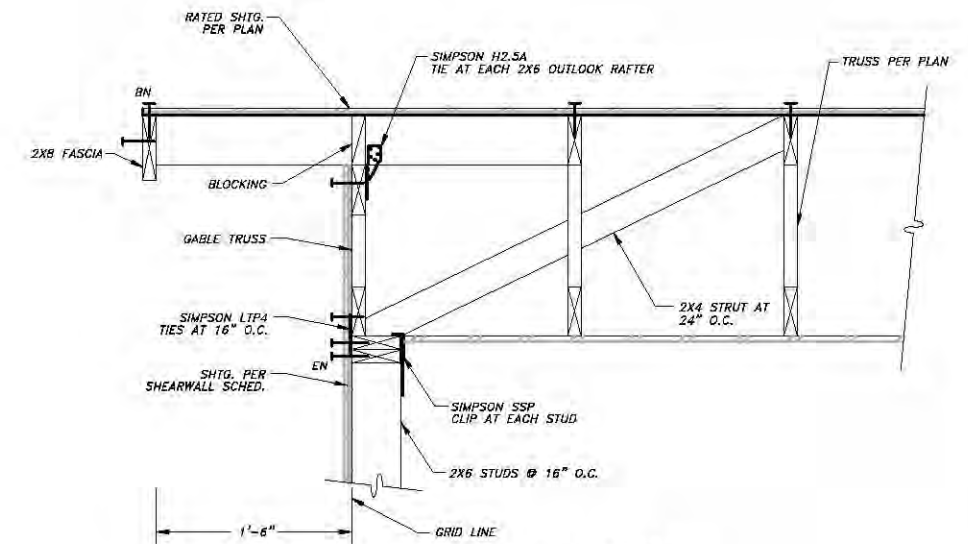 RATED SHTG.
PER PLAN
SIMPSON H2.5A
TIE AT EACH 2X6 OUTLOOK RAFTER
TRUSS PER PLAN
BN
2X8 FASCIA
BLOCKING
GABLE TRUSS
SIMPSON LTP4
TIES AT 16" O.C.
2X4 STRUT AT
24" O.C.
EN
SHTG. PER
SHEARWALL SCHED.
SIMPSON SSP
CLIP AT EACH STUD
2X6 STUDS @ 16" O.C.
1'-6"
GRID LINE